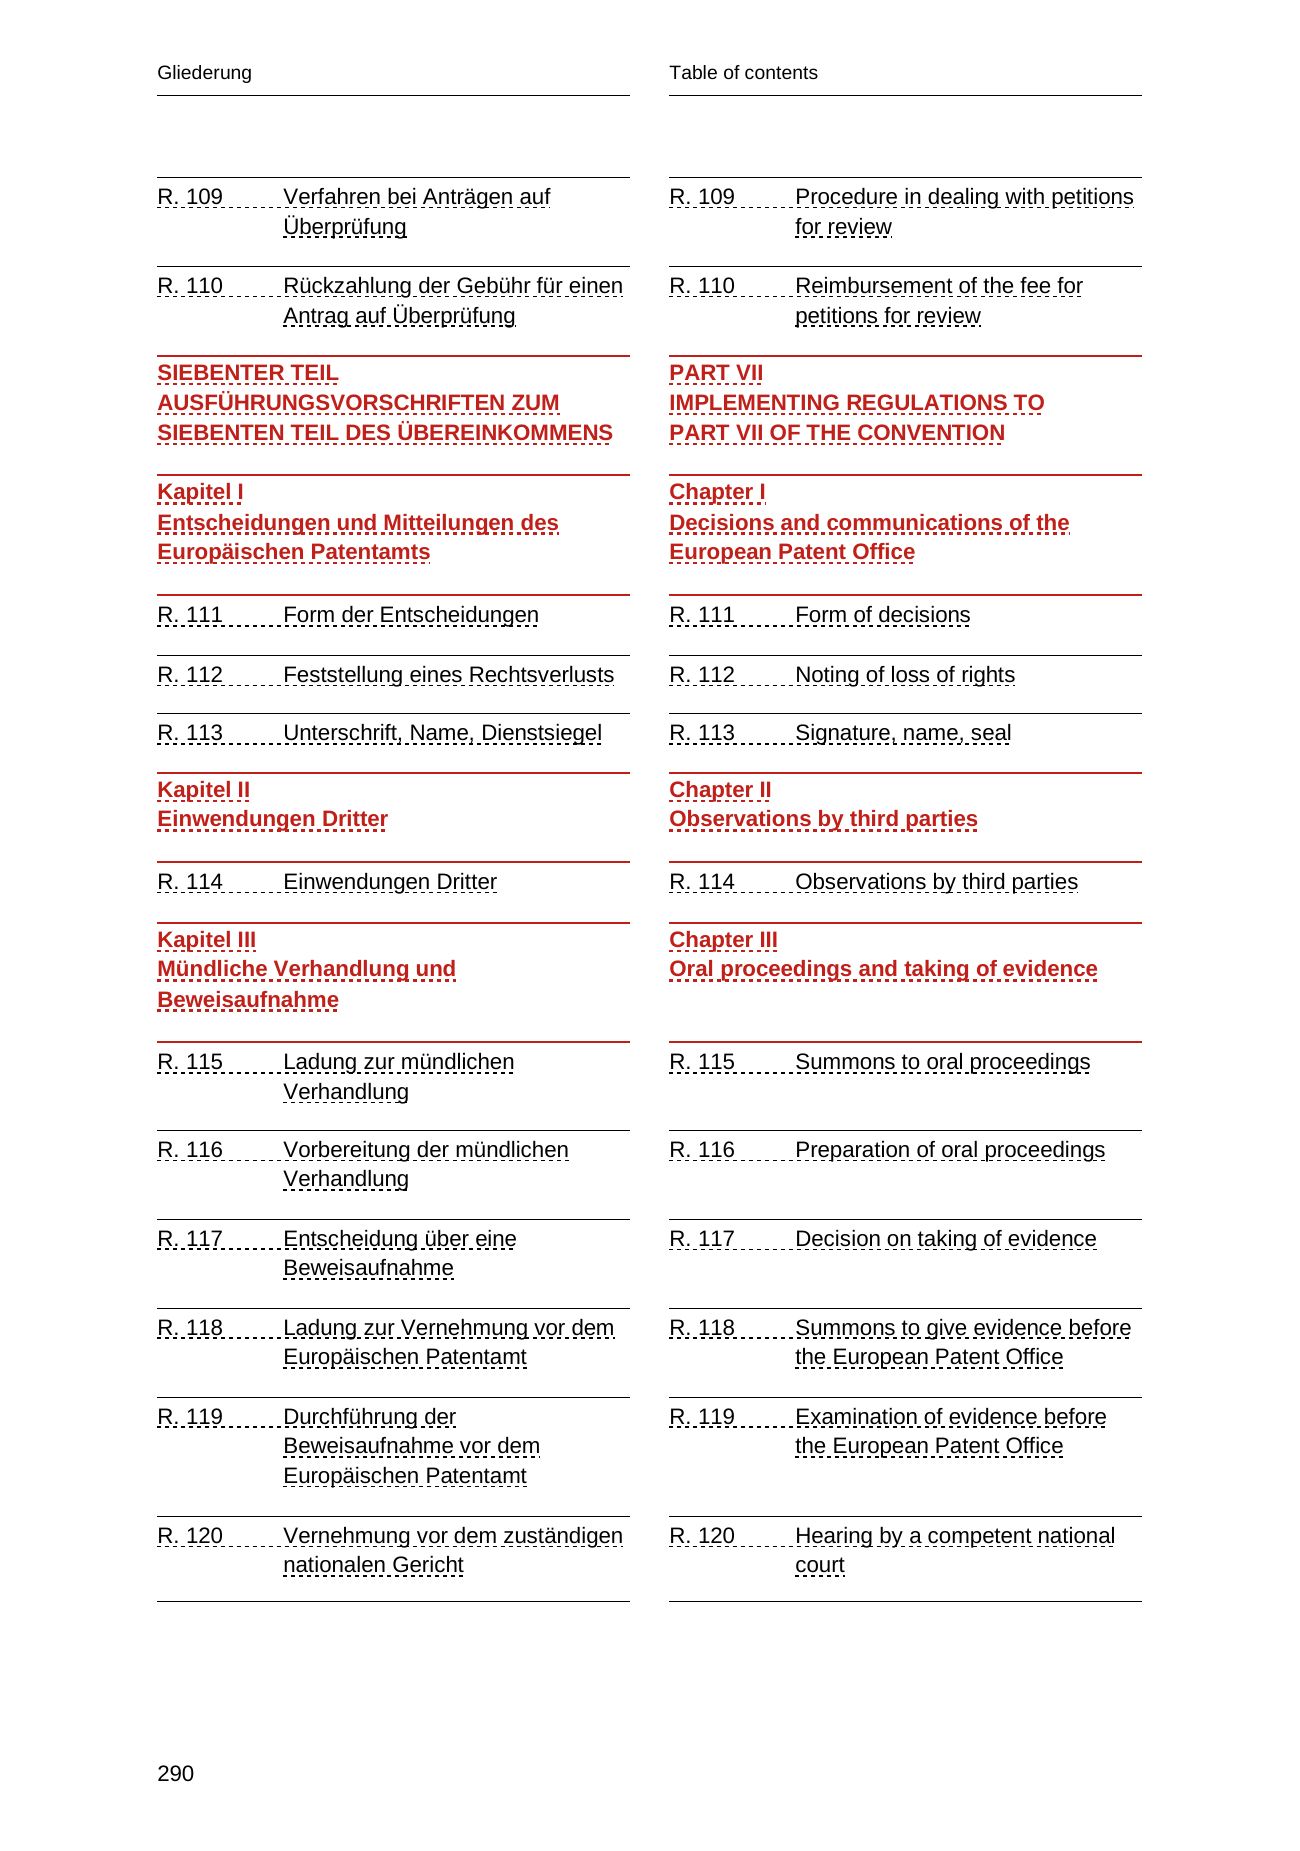 Gliederung
R. 109 Verfahren bei Anträgen auf
Überprüfung
R. 110 Rückzahlung der Gebühr für einen
Antrag auf Überprüfung
SIEBENTER TEIL
AUSFÜHRUNGSVORSCHRIFTEN ZUM
SIEBENTEN TEIL DES ÜBEREINKOMMENS
Kapitel I
Entscheidungen und Mitteilungen des
Europäischen Patentamts
R. 111 Form der Entscheidungen
R. 112 Feststellung eines Rechtsverlusts
R. 113 Unterschrift, Name, Dienstsiegel
Kapitel II
Einwendungen Dritter
R. 114 Einwendungen Dritter
Kapitel III
Mündliche Verhandlung und
Beweisaufnahme
R. 115 Ladung zur mündlichen
Verhandlung
R. 116 Vorbereitung der mündlichen
Verhandlung
R. 117 Entscheidung über eine
Beweisaufnahme
R. 118 Ladung zur Vernehmung vor dem
Europäischen Patentamt
R. 119 Durchführung der
Beweisaufnahme vor dem
Europäischen Patentamt
R. 120 Vernehmung vor dem zuständigen
nationalen Gericht
Table of contents
R. 109 Procedure in dealing with petitions
for review
R. 110 Reimbursement of the fee for
petitions for review
PART VII
IMPLEMENTING REGULATIONS TO
PART VII OF THE CONVENTION
Chapter I
Decisions and communications of the
European Patent Office
R. 111 Form of decisions
R. 112 Noting of loss of rights
R. 113 Signature, name, seal
Chapter II
Observations by third parties
R. 114 Observations by third parties
Chapter III
Oral proceedings and taking of evidence
R. 115 Summons to oral proceedings
R. 116 Preparation of oral proceedings
R. 117 Decision on taking of evidence
R. 118 Summons to give evidence before
the European Patent Office
R. 119 Examination of evidence before
the European Patent Office
R. 120 Hearing by a competent national
court
290